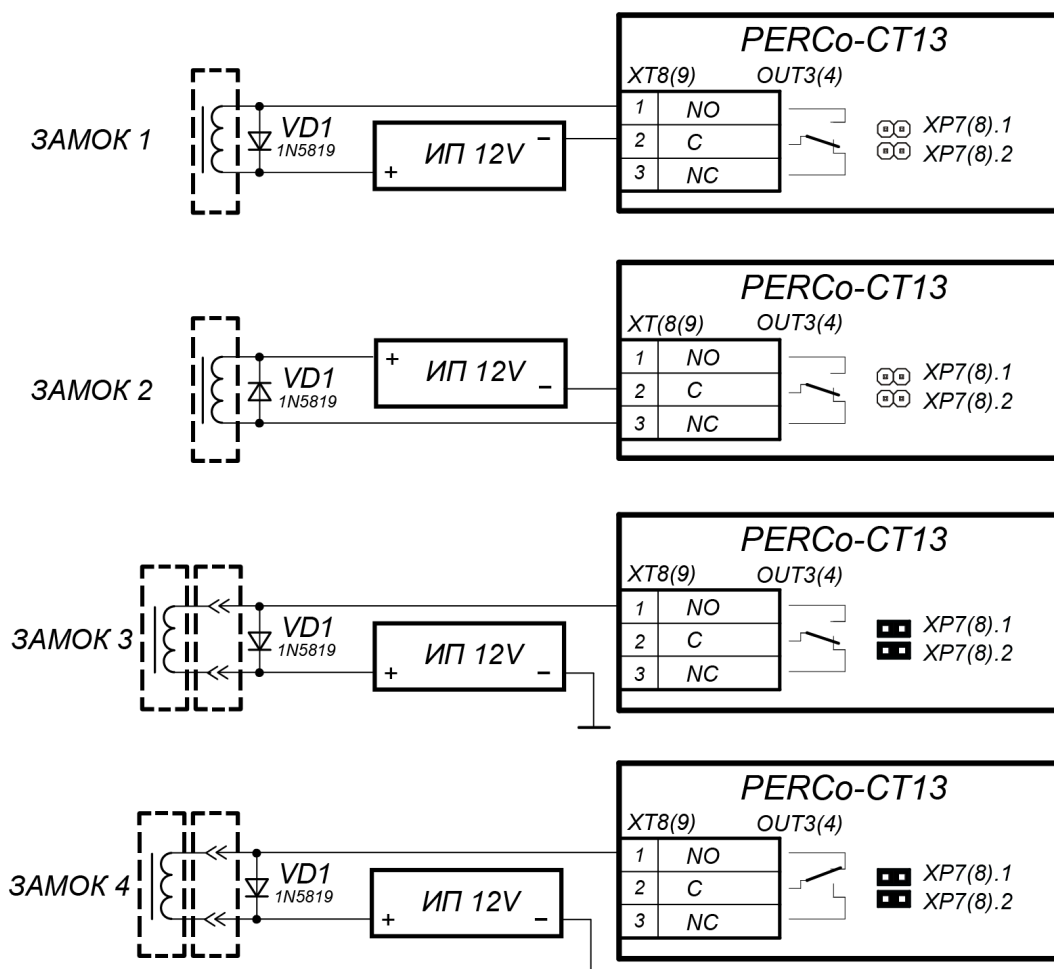 PERCo-CT13
XT8(9) OUT3(4)
ЗАМОК 1
VD1
1N5819
ИП 12V
+ −
1 NO
2 C
3 NC
XP7(8).1
XP7(8).2
PERCo-CT13
XT(8(9) OUT3(4)
ЗАМОК 2
VD1
1N5819
ИП 12V
+ −
1 NO
2 C
3 NC
XP7(8).1
XP7(8).2
PERCo-CT13
XT8(9) OUT3(4)
ЗАМОК 3
VD1
1N5819
ИП 12V
+ −
1 NO
2 C
3 NC
XP7(8).1
XP7(8).2
PERCo-CT13
XT8(9) OUT3(4)
ЗАМОК 4
VD1
1N5819
ИП 12V
+ −
1 NO
2 C
3 NC
XP7(8).1
XP7(8).2